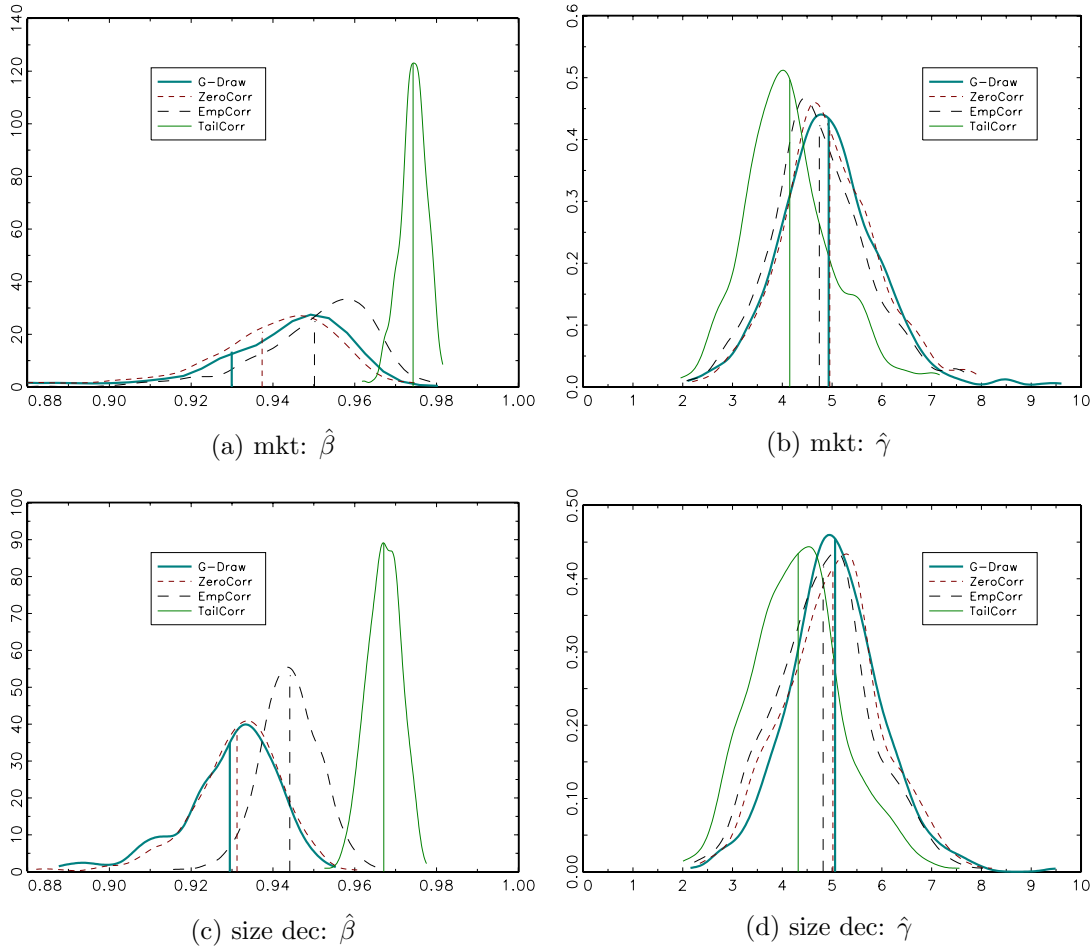 140
120
100
80
60
40
20
0
G-Draw
ZeroCorr
EmpCorr
TailCorr
0.88 0.90 0.92 0.94 0.96 0.98 1.00
(a) mkt: β̂
0.6
0.5
0.4
0.3
0.2
0.1
0.0
G-Draw
ZeroCorr
EmpCorr
TailCorr
0 1 2 3 4 5 6 7 8 9 10
(b) mkt: γ̂
100
90
80
70
60
50
40
30
20
10
0
G-Draw
ZeroCorr
EmpCorr
TailCorr
0.88 0.90 0.92 0.94 0.96 0.98 1.00
(c) size dec: β̂
0.50
0.40
0.30
0.20
0.10
0.00
G-Draw
ZeroCorr
EmpCorr
TailCorr
0 1 2 3 4 5 6 7 8 9 10
(d) size dec: γ̂